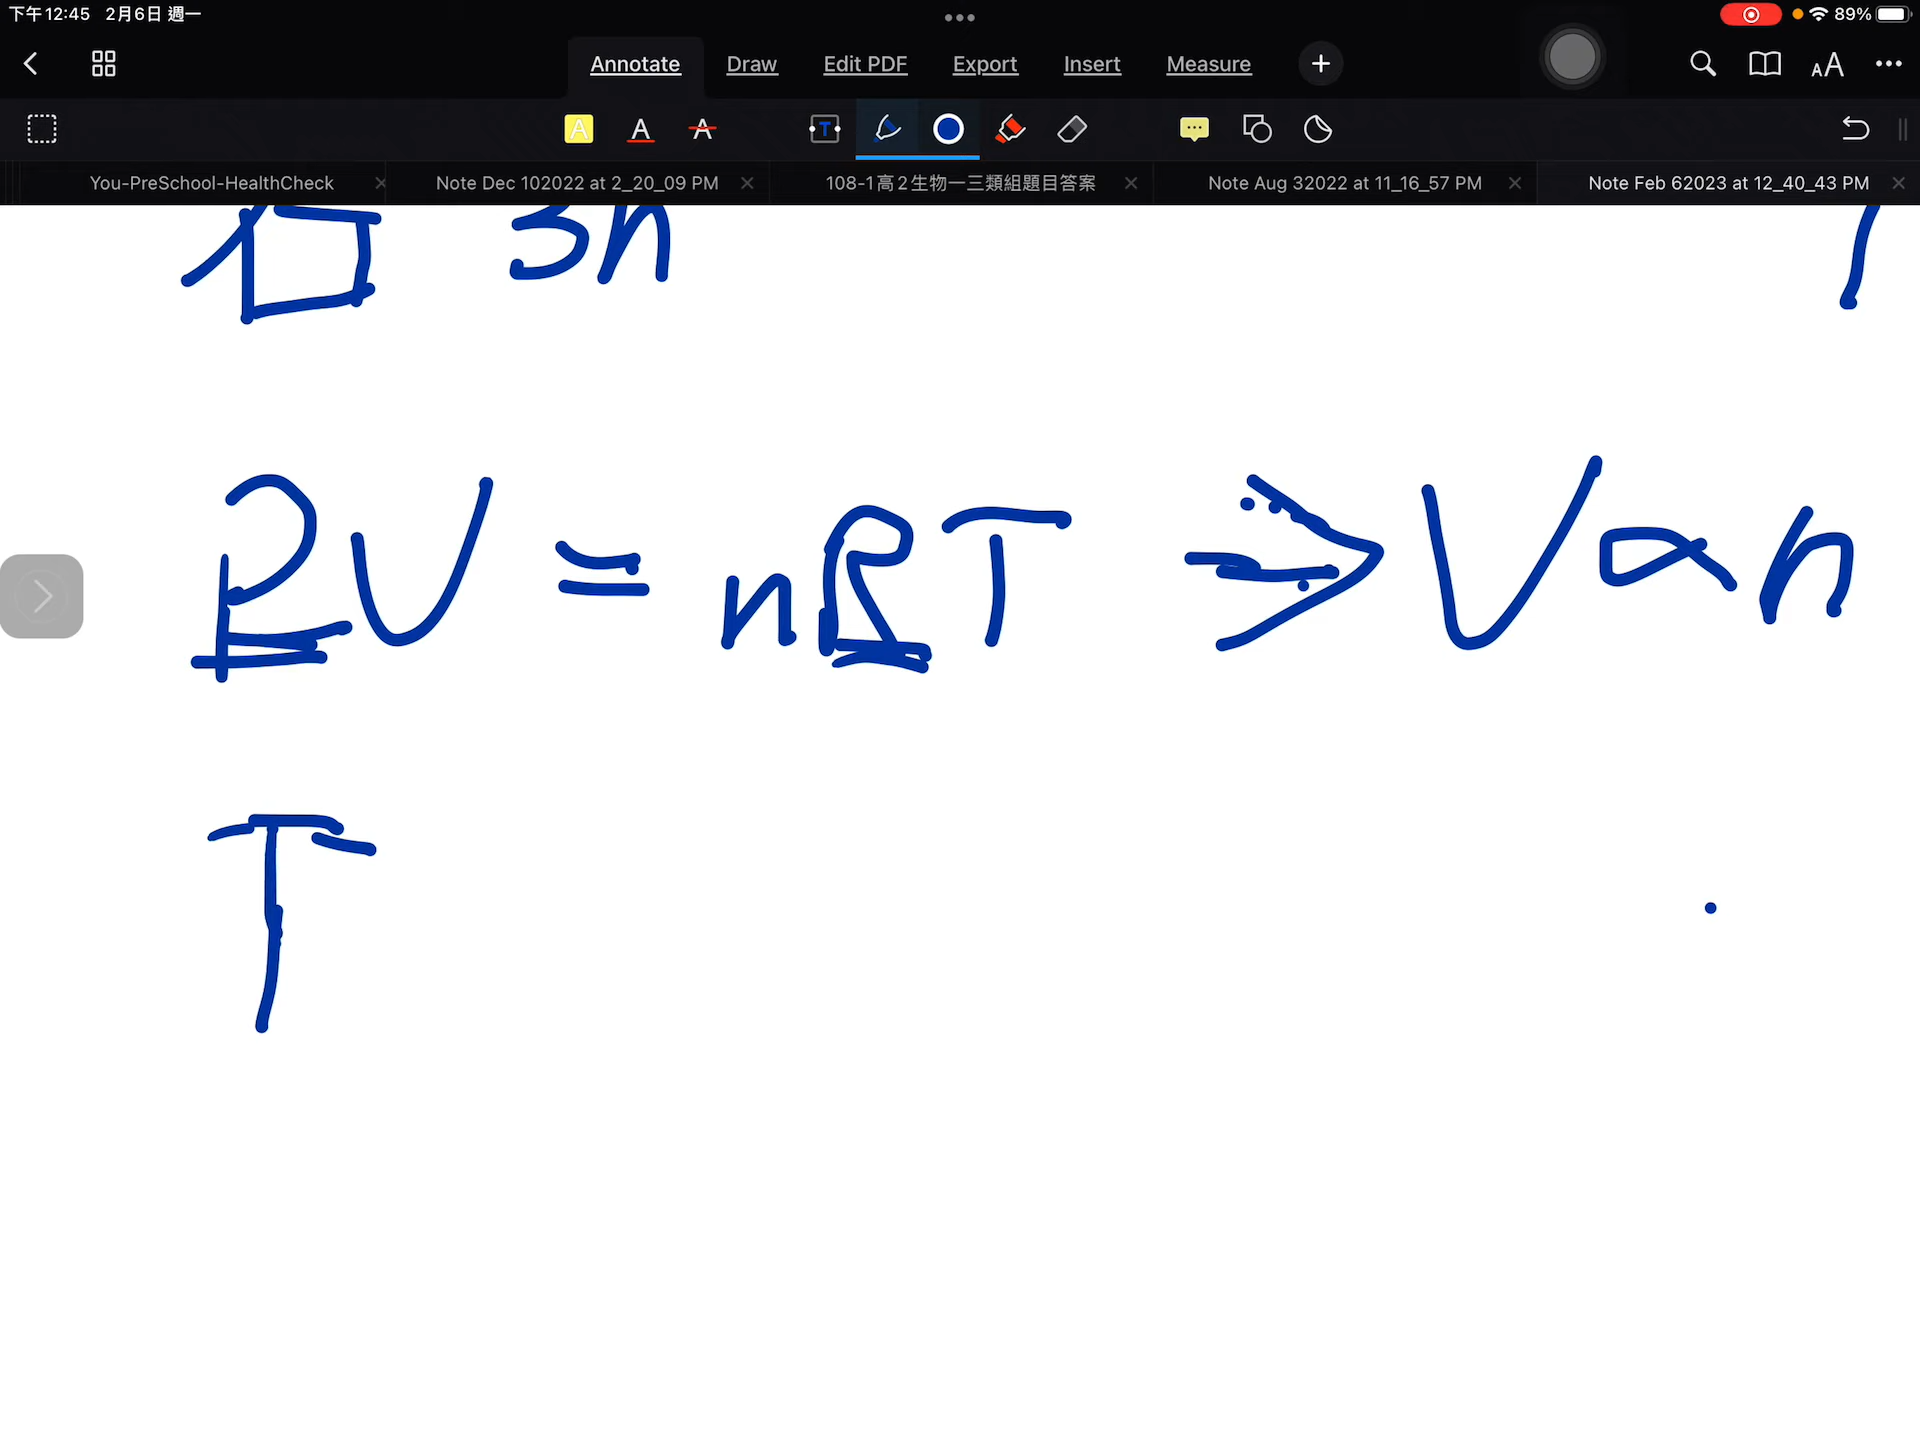 下午12:45 2月6日 週一 89%
Annotate Draw Edit PDF Export Insert Measure
You-PreSchool-HealthCheck Note Dec 102022 at 2_20_09 PM 108-1高2生物一三類組題目答案 Note Aug 32022 at 11_16_57 PM Note Feb 62023 at 12_40_43 PM
3n
PV = nRT ⇒ V ∝ n
T